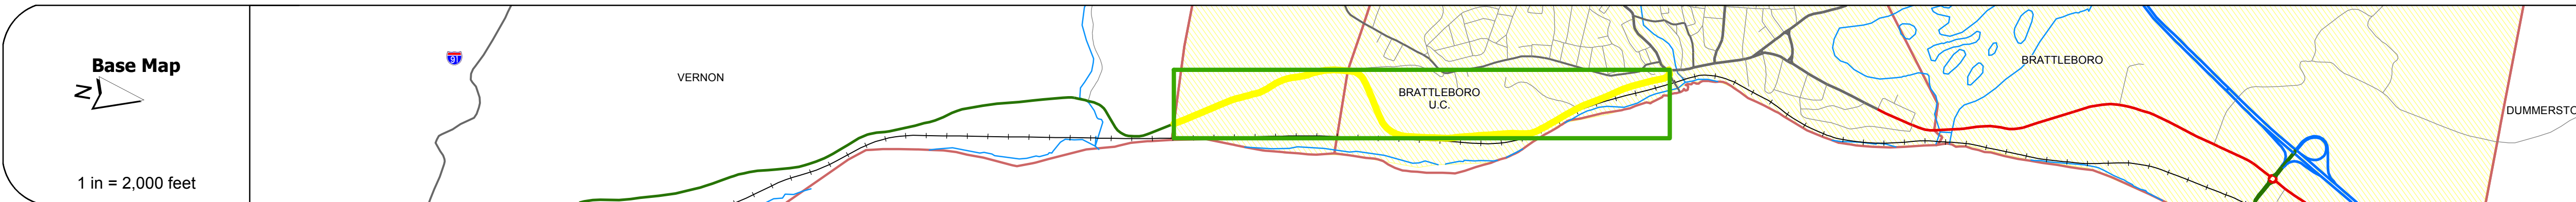 Base Map
N
1 in = 2,000 feet
91
VERNON
BRATTLEBORO
U.C.
BRATTLEBORO
DUMMERSTO